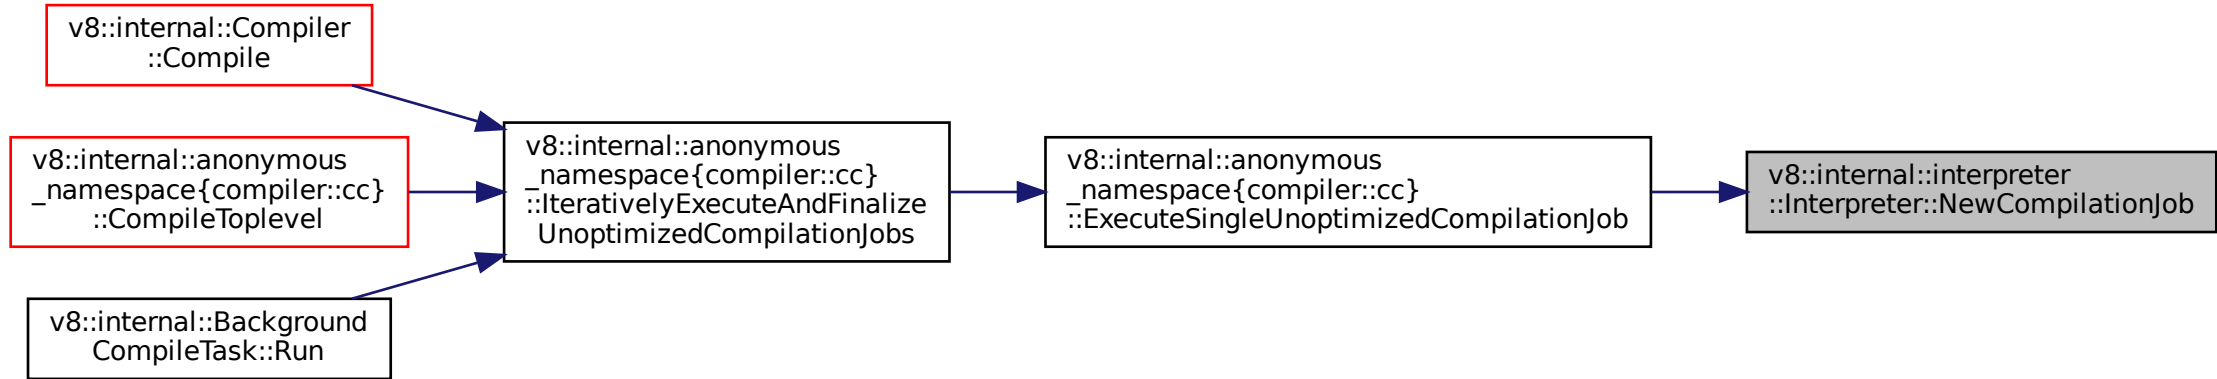 v8::internal::Compiler
::Compile
v8::internal::anonymous
_namespace{compiler::cc}
::CompileToplevel
v8::internal::Background
CompileTask::Run
v8::internal::anonymous
_namespace{compiler::cc}
::IterativelyExecuteAndFinalize
UnoptimizedCompilationJobs
v8::internal::anonymous
_namespace{compiler::cc}
::ExecuteSingleUnoptimizedCompilationJob
v8::internal::interpreter
::Interpreter::NewCompilationJob